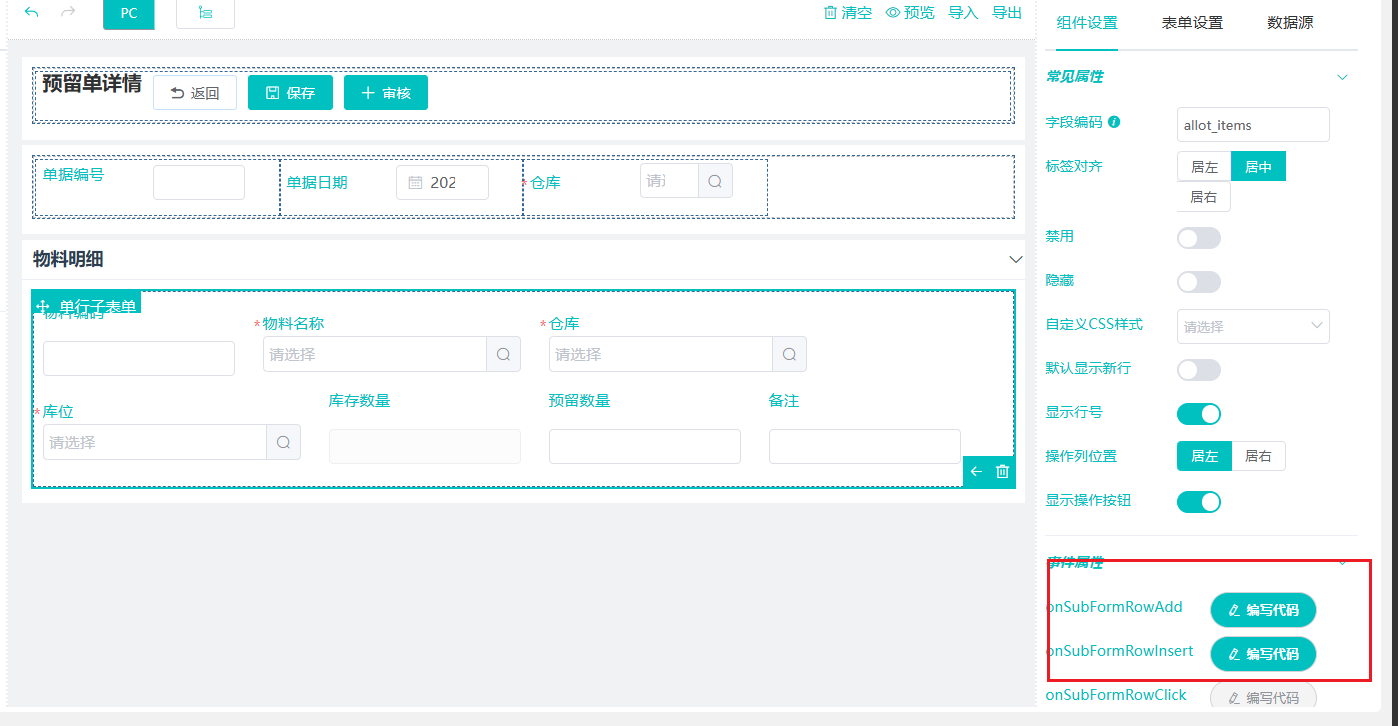 PC
清空 预览 导入 导出
组件设置 表单设置 数据源
预留单详情 返回 保存 审核
单据编号 单据日期 202 *仓库 请
物料明细
单行子表单
物料编码 *物料名称 请选择 *仓库 请选择
*库位 请选择 库存数量 预留数量 备注
常见属性
字段编码 allot_items
标签对齐 居左 居中
居右
禁用
隐藏
自定义CSS样式 请选择
默认显示新行
显示行号
操作列位置 居左 居右
显示操作按钮
事件属性
onSubFormRowAdd 编写代码
onSubFormRowInsert 编写代码
onSubFormRowClick 编写代码